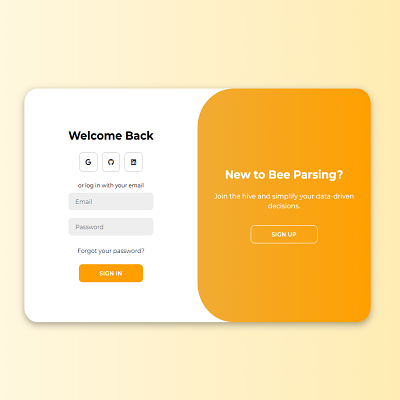 Welcome Back
G
in
or log in with your email
Email
Password
Forgot your password?
SIGN IN
New to Bee Parsing?
Join the hive and simplify your data-driven
decisions.
SIGN UP